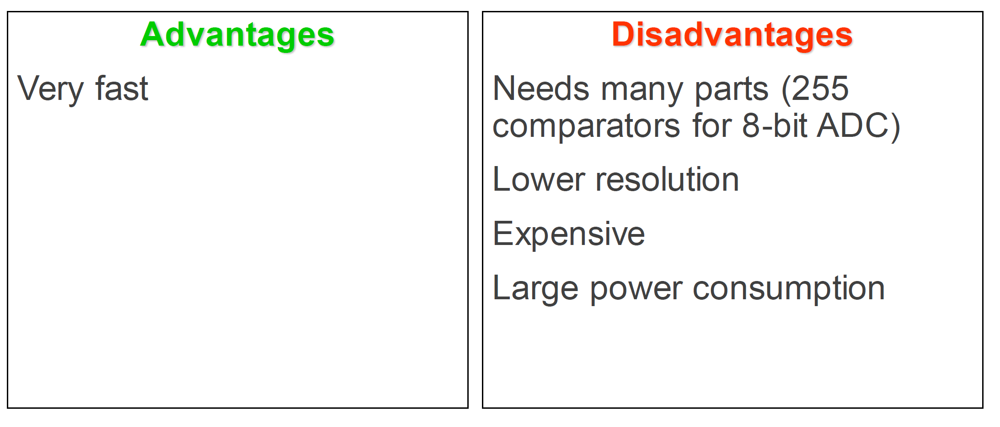 Advantages
Very fast
Disadvantages
Needs many parts (255
comparators for 8-bit ADC)
Lower resolution
Expensive
Large power consumption